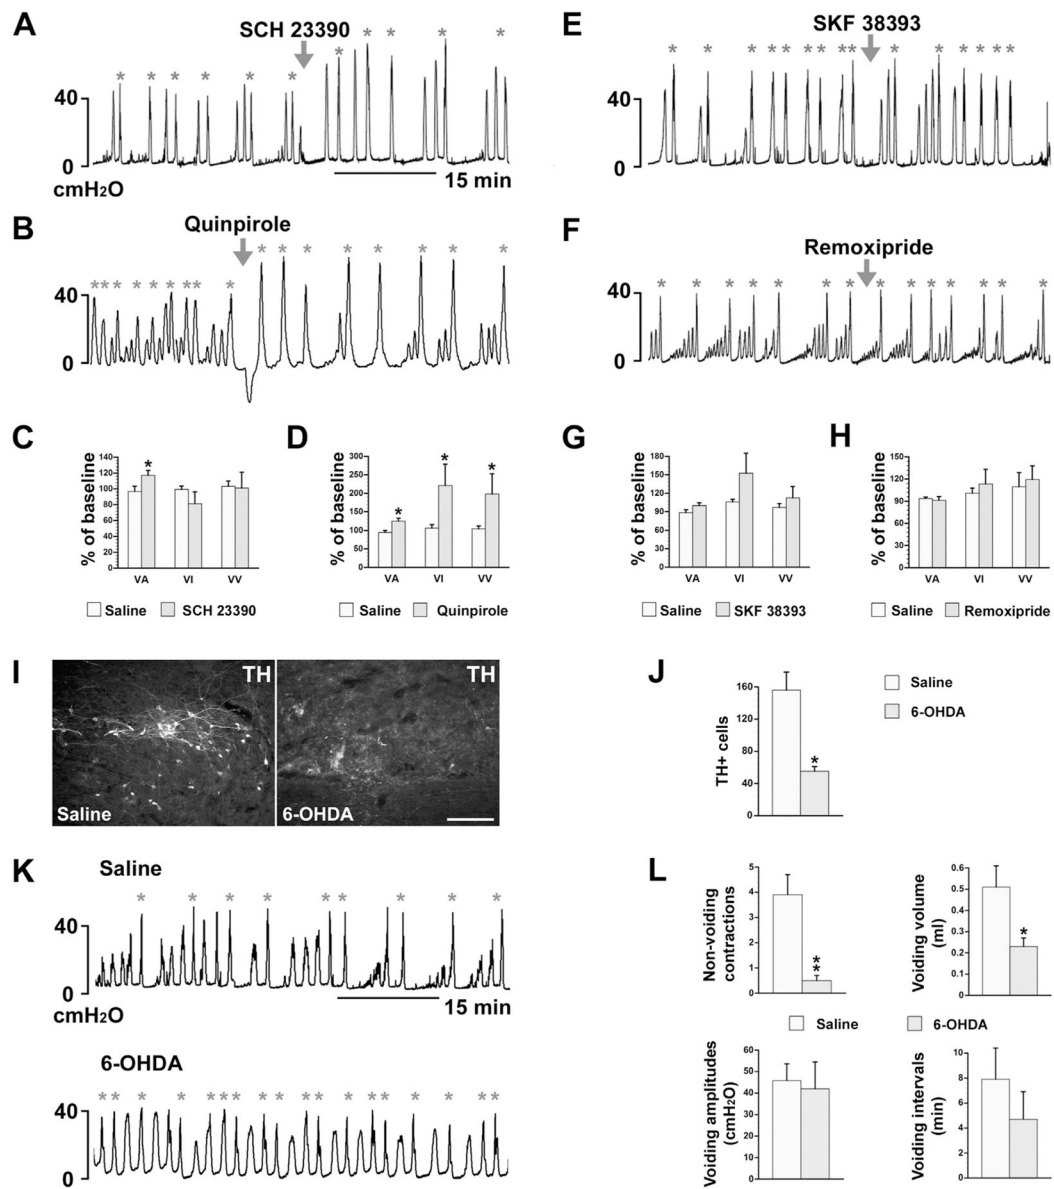 A
SCH 23390
* * * * * * * * * * *
40
0
cmH2O
15 min
E
SKF 38393
* * * * * * * * * * * * * * *
40
0
B
Quinpirole
* * * * * * * * * * * * * * * * *
40
0
F
Remoxipride
* * * * * * * * * * * * * *
40
0
C
% of baseline
140
120
100
80
60
40
20
0
*
VA VI VV
Saline SCH 23390
D
% of baseline
300
250
200
150
100
50
0
* * *
VA VI VV
Saline Quinpirole
G
% of baseline
180
150
120
90
60
30
0
VA VI VV
Saline SKF 38393
H
% of baseline
150
120
90
60
30
0
VA VI VV
Saline Remoxipride
I
TH
Saline
TH
6-OHDA
J
TH+ cells
160
120
80
40
0
*
Saline
6-OHDA
K
Saline
* * * * * * * * *
40
0
cmH2O
15 min
6-OHDA
* * * * * * * * * * * * * * * * * * *
40
0
L
Non-voiding contractions
5
4
3
2
1
0
**
Voiding volume (ml)
0.6
0.5
0.4
0.3
0.2
0.1
0
*
Saline 6-OHDA
Voiding amplitudes (cmH2O)
60
50
40
30
20
10
0
Voiding intervals (min)
10
8
6
4
2
0